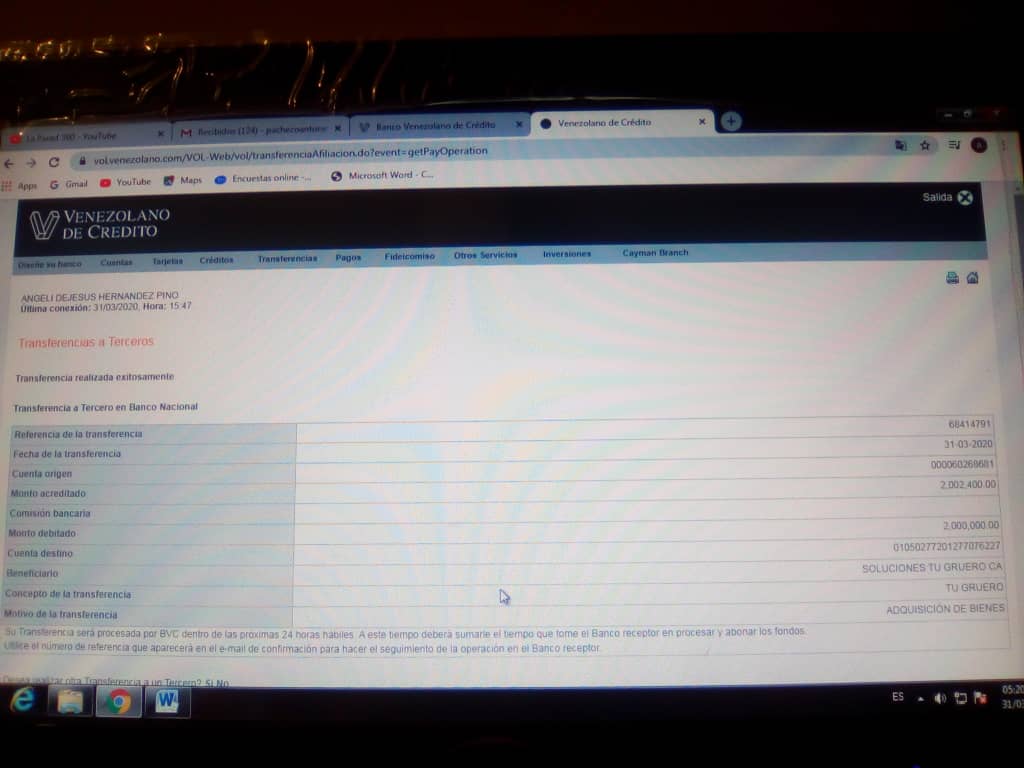 La Pared 360 - YouTube
Recibidos (124) - pachecoantonio
Banco Venezolano de Crédito
Venezolano de Crédito
vol.venezolano.com/VOL-Web/vol/transferenciaAfiliacion.do?event=getPayOperation
Apps Gmail YouTube Maps Encuestas online -... Microsoft Word - C...
VENEZOLANO
DE CREDITO
Salida
Diseñe su banco Cuentas Tarjetas Créditos Transferencias Pagos Fideicomiso Otros Servicios Inversiones Cayman Branch
ANGELI DEJESUS HERNANDEZ PINO
Última conexión: 31/03/2020, Hora: 15:47
Transferencias a Terceros
Transferencia realizada exitosamente
Transferencia a Tercero en Banco Nacional
Referencia de la transferencia 68414791
Fecha de la transferencia 31-03-2020
Cuenta origen 000060268681
Monto acreditado 2,002,400.00
Comisión bancaria
Monto debitado 2,000,000.00
Cuenta destino 01050277201277076227
Beneficiario SOLUCIONES TU GRUERO CA
Concepto de la transferencia TU GRUERO
Motivo de la transferencia ADQUISICIÓN DE BIENES
Su Transferencia será procesada por BVC dentro de las próximas 24 horas hábiles. A este tiempo deberá sumarle el tiempo que tome el Banco receptor en procesar y abonar los fondos.
Utilice el número de referencia que aparecerá en el e-mail de confirmación para hacer el seguimiento de la operación en el Banco receptor.
Desea realizar otra Transferencia a un Tercero? Si No
ES
05:20
31/03